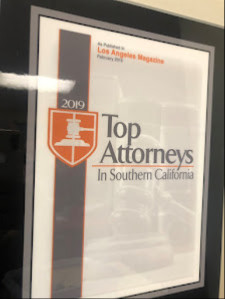 As Published in
Los Angeles Magazine
February 2019
2019
Top
Attorneys
In Southern California